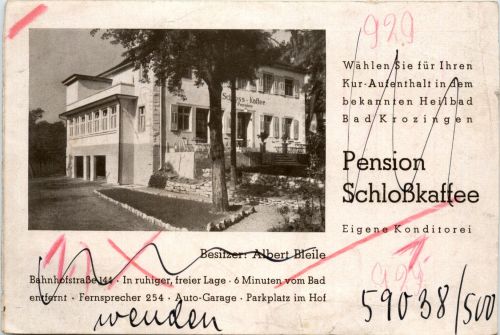 920
Schloss-Kaffee
Pension
Wählen Sie für Ihren
Kur-Aufenthalt in dem
bekannten Heilbad
Bad Krozingen
Pension
Schloßkaffee
Eigene Konditorei
Besitzer: Albert Bleile
Bahnhofstraße 144 · In ruhiger, freier Lage · 6 Minuten vom Bad
entfernt · Fernsprecher 254 · Auto-Garage · Parkplatz im Hof
wenden
59038/500